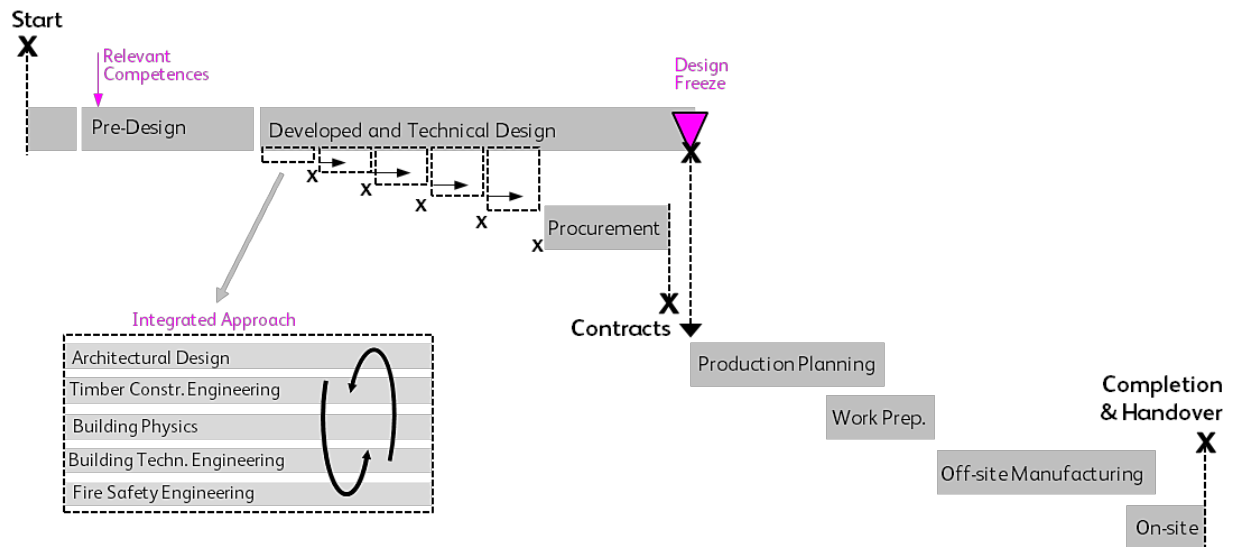 Start
X
Relevant
Competences
Design
Freeze
Pre-Design
Developed and Technical Design
X
X
X
X
X
X
Procurement
X
Contracts
Integrated Approach
Architectural Design
Timber Constr. Engineering
Building Physics
Building Techn. Engineering
Fire Safety Engineering
Production Planning
Work Prep.
Completion
& Handover
X
Off-site Manufacturing
On-site